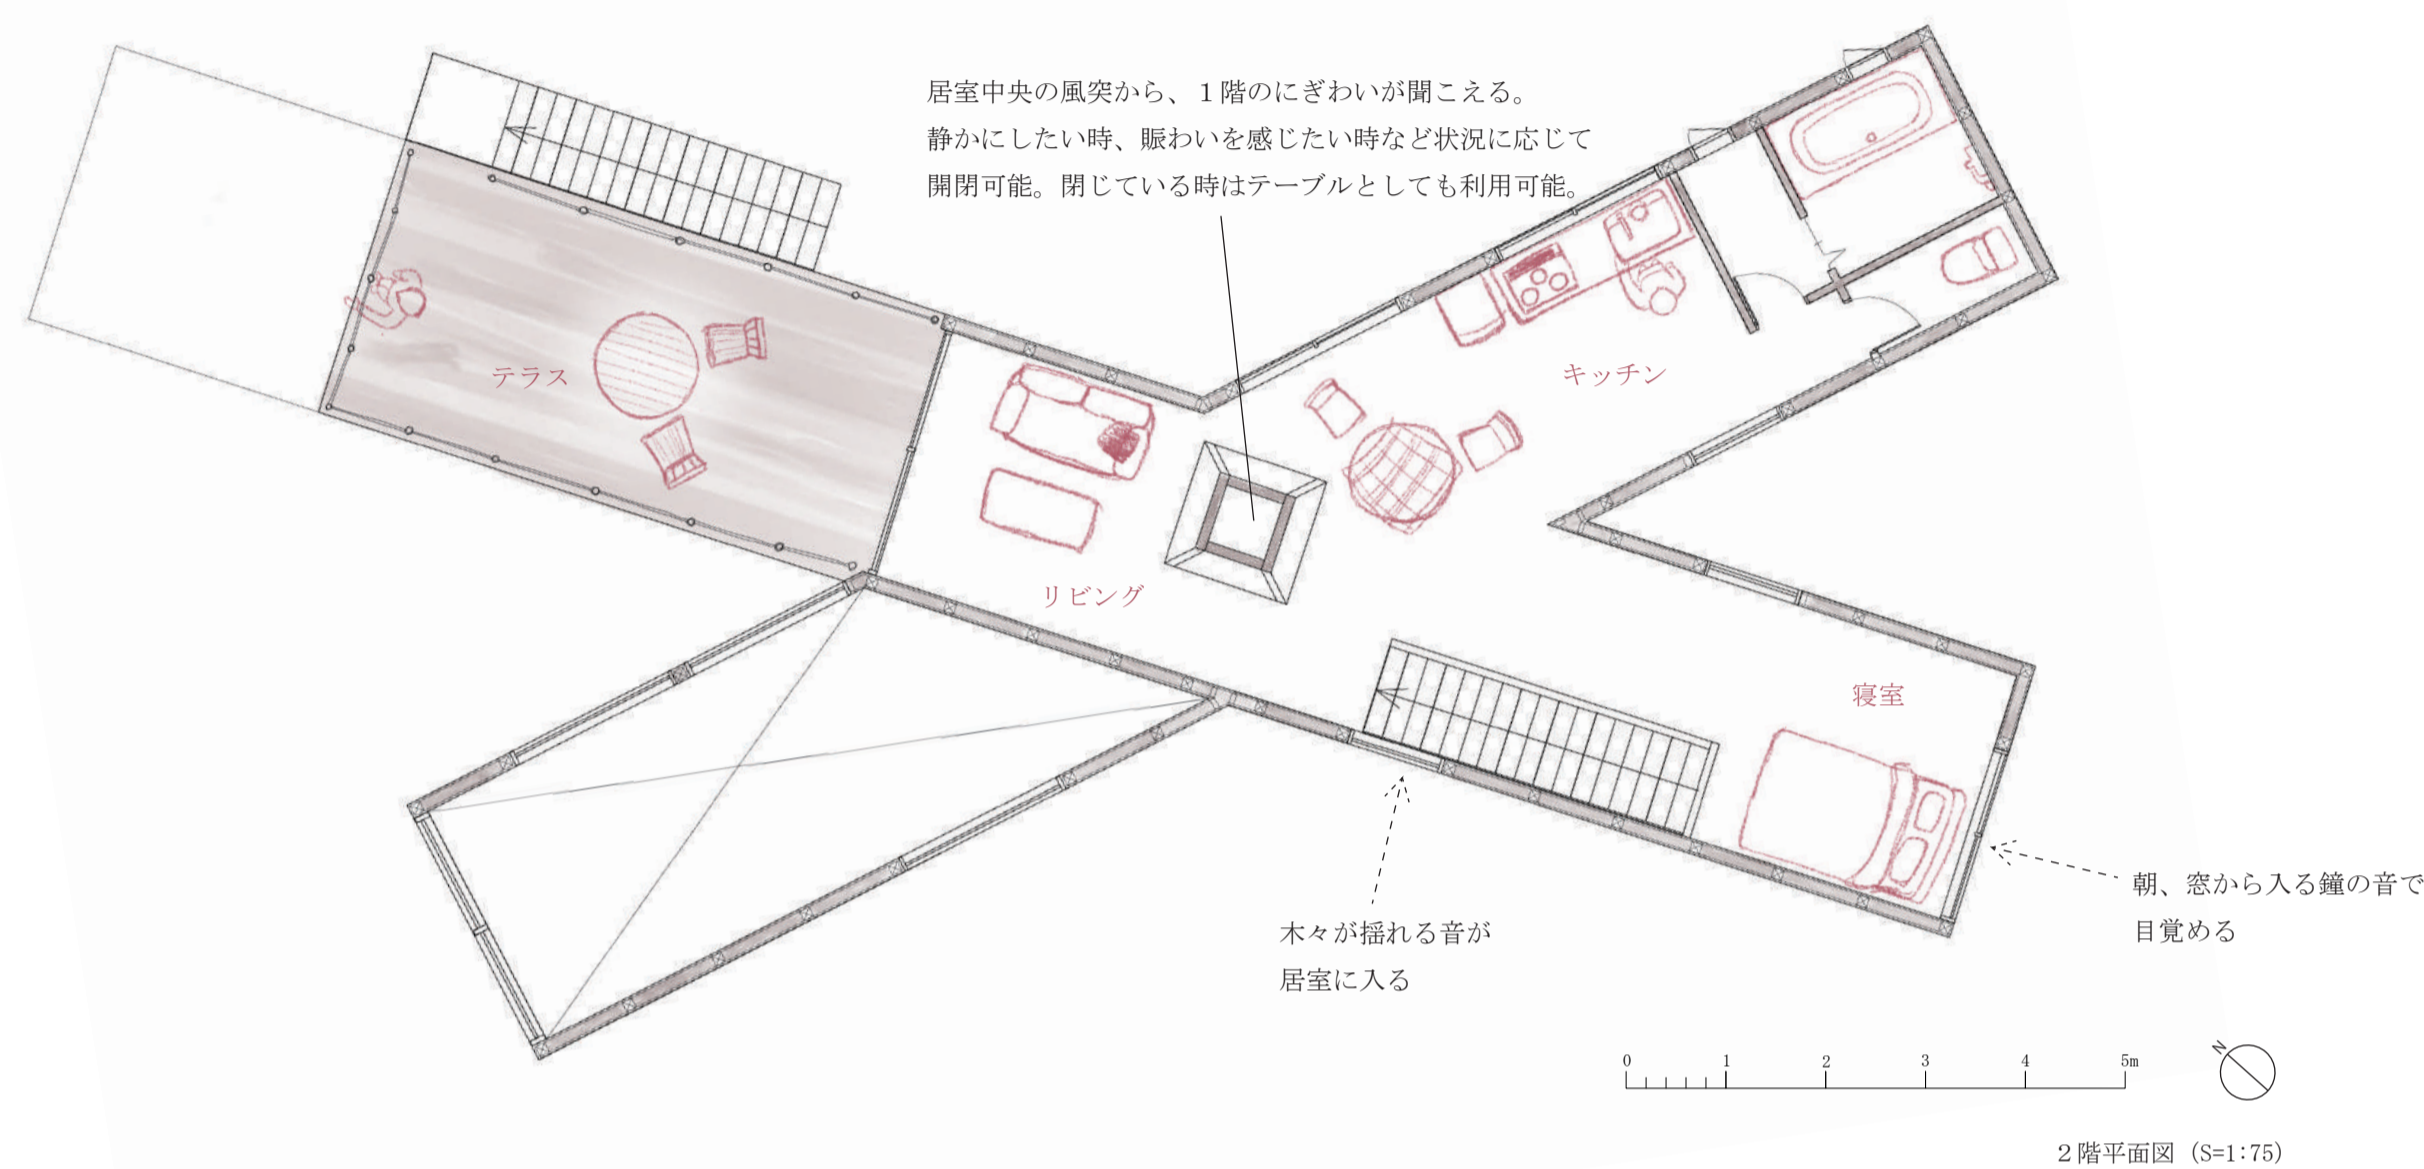 居室中央の風突から、１階のにぎわいが聞こえる。
静かにしたい時、賑わいを感じたい時など状況に応じて
開閉可能。閉じている時はテーブルとしても利用可能。
テラス
キッチン
リビング
寝室
朝、窓から入る鐘の音で
目覚める
木々が揺れる音が
居室に入る
0 1 2 3 4 5m
N
２階平面図（S=1:75）